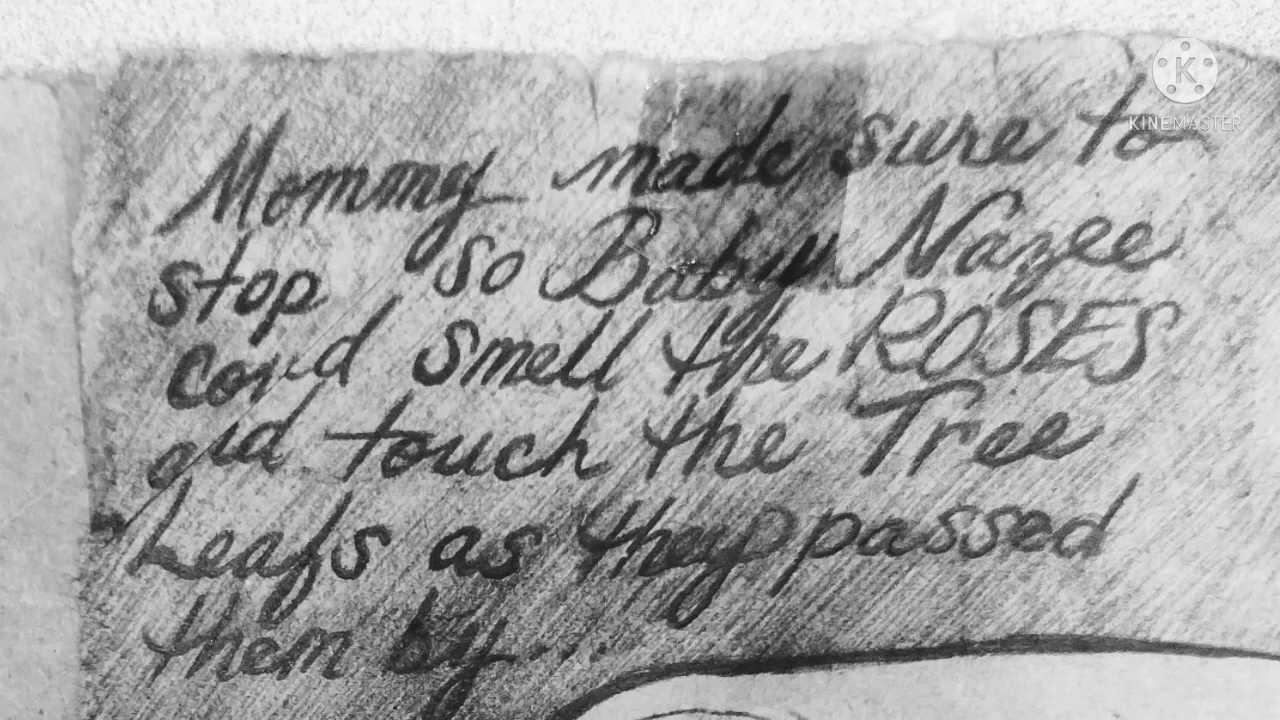 Mommy made sure to
stop so Baby Nazee
could smell the ROSES
and touch the Tree
Leafs as they passed
them by...
KINEMASTER